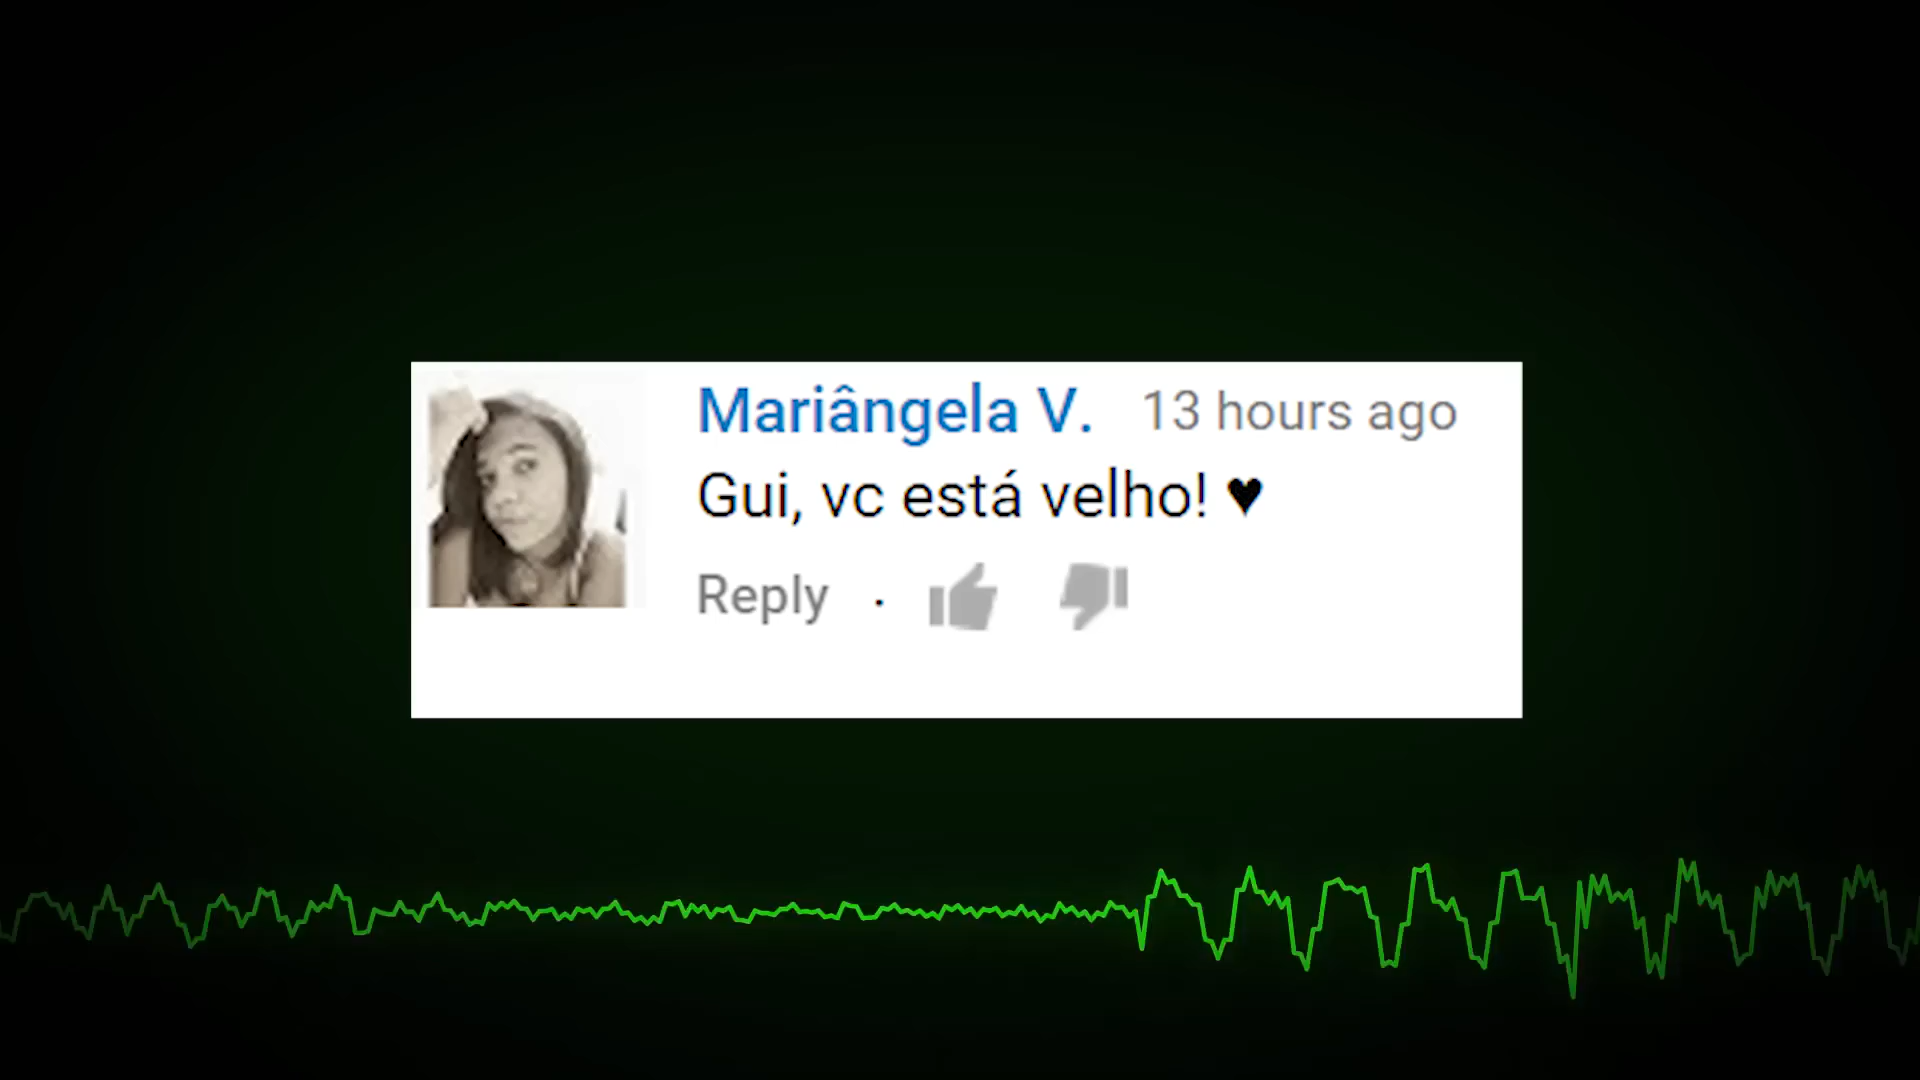 Mariângela V. 13 hours ago
Gui, vc está velho! ♥
Reply ·